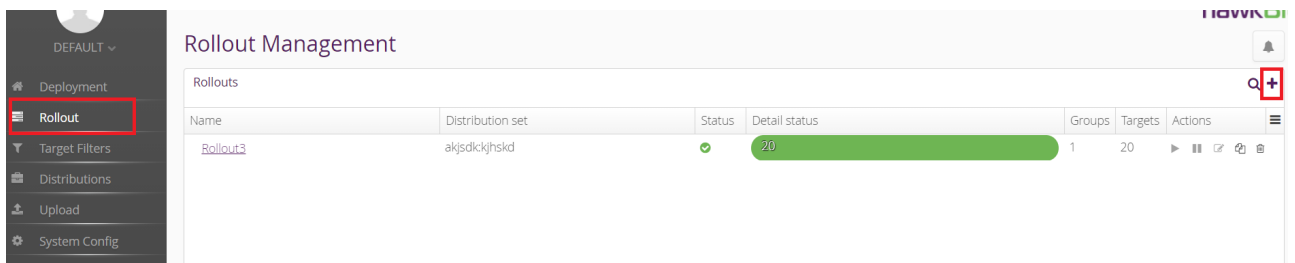 DEFAULT
Rollout Management
Deployment
Rollouts
Rollout
Name Distribution set Status Detail status Groups Targets Actions
Target Filters
Rollout3 akjsdk:kjhskd 20 1 20
Distributions
Upload
System Config